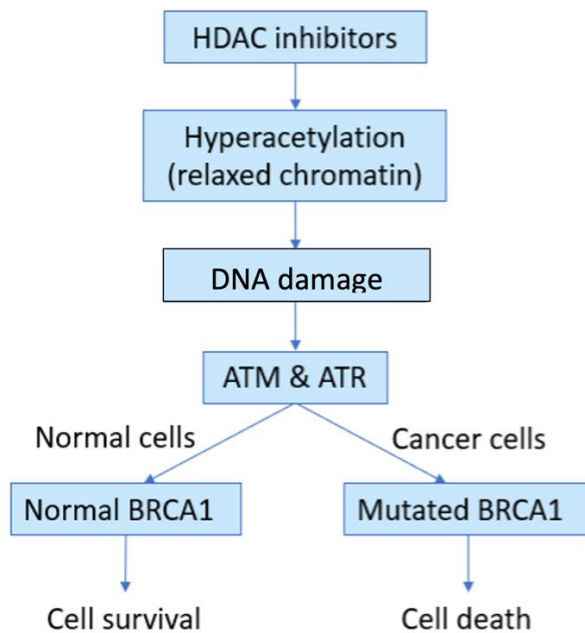 HDAC inhibitors
Hyperacetylation
(relaxed chromatin)
DNA damage
ATM & ATR
Normal cells
Cancer cells
Normal BRCA1
Mutated BRCA1
Cell survival
Cell death